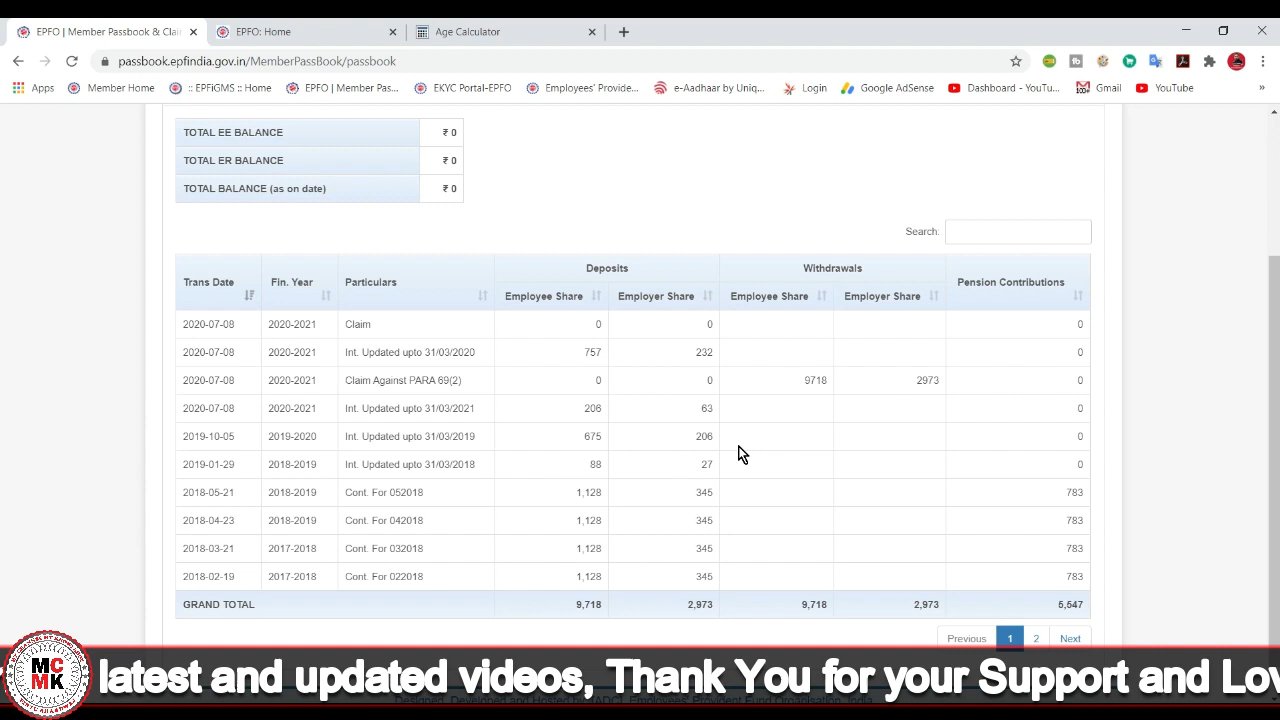 EPFO | Member Passbook & Clai
EPFO: Home
Age Calculator
passbook.epfindia.gov.in/MemberPassBook/passbook
Apps Member Home :: EPFiGMS :: Home EPFO | Member Pas... EKYC Portal-EPFO Employees' Provide... e-Aadhaar by Uniq... Login Google AdSense Dashboard - YouTu... Gmail YouTube »
TOTAL EE BALANCE ₹ 0
TOTAL ER BALANCE ₹ 0
TOTAL BALANCE (as on date) ₹ 0
Search:
Deposits Withdrawals
Trans Date Fin. Year Particulars Pension Contributions
Employee Share Employer Share Employee Share Employer Share
2020-07-08 2020-2021 Claim 0 0 0
2020-07-08 2020-2021 Int. Updated upto 31/03/2020 757 232 0
2020-07-08 2020-2021 Claim Against PARA 69(2) 0 0 9718 2973 0
2020-07-08 2020-2021 Int. Updated upto 31/03/2021 206 63 0
2019-10-05 2019-2020 Int. Updated upto 31/03/2019 675 206 0
2019-01-29 2018-2019 Int. Updated upto 31/03/2018 88 27 0
2018-05-21 2018-2019 Cont. For 052018 1,128 345 783
2018-04-23 2018-2019 Cont. For 042018 1,128 345 783
2018-03-21 2017-2018 Cont. For 032018 1,128 345 783
2018-02-19 2017-2018 Cont. For 022018 1,128 345 783
GRAND TOTAL 9,718 2,973 9,718 2,973 5,547
Previous 1 2 Next
MC
MK
latest and updated videos, Thank You for your Support and Lov